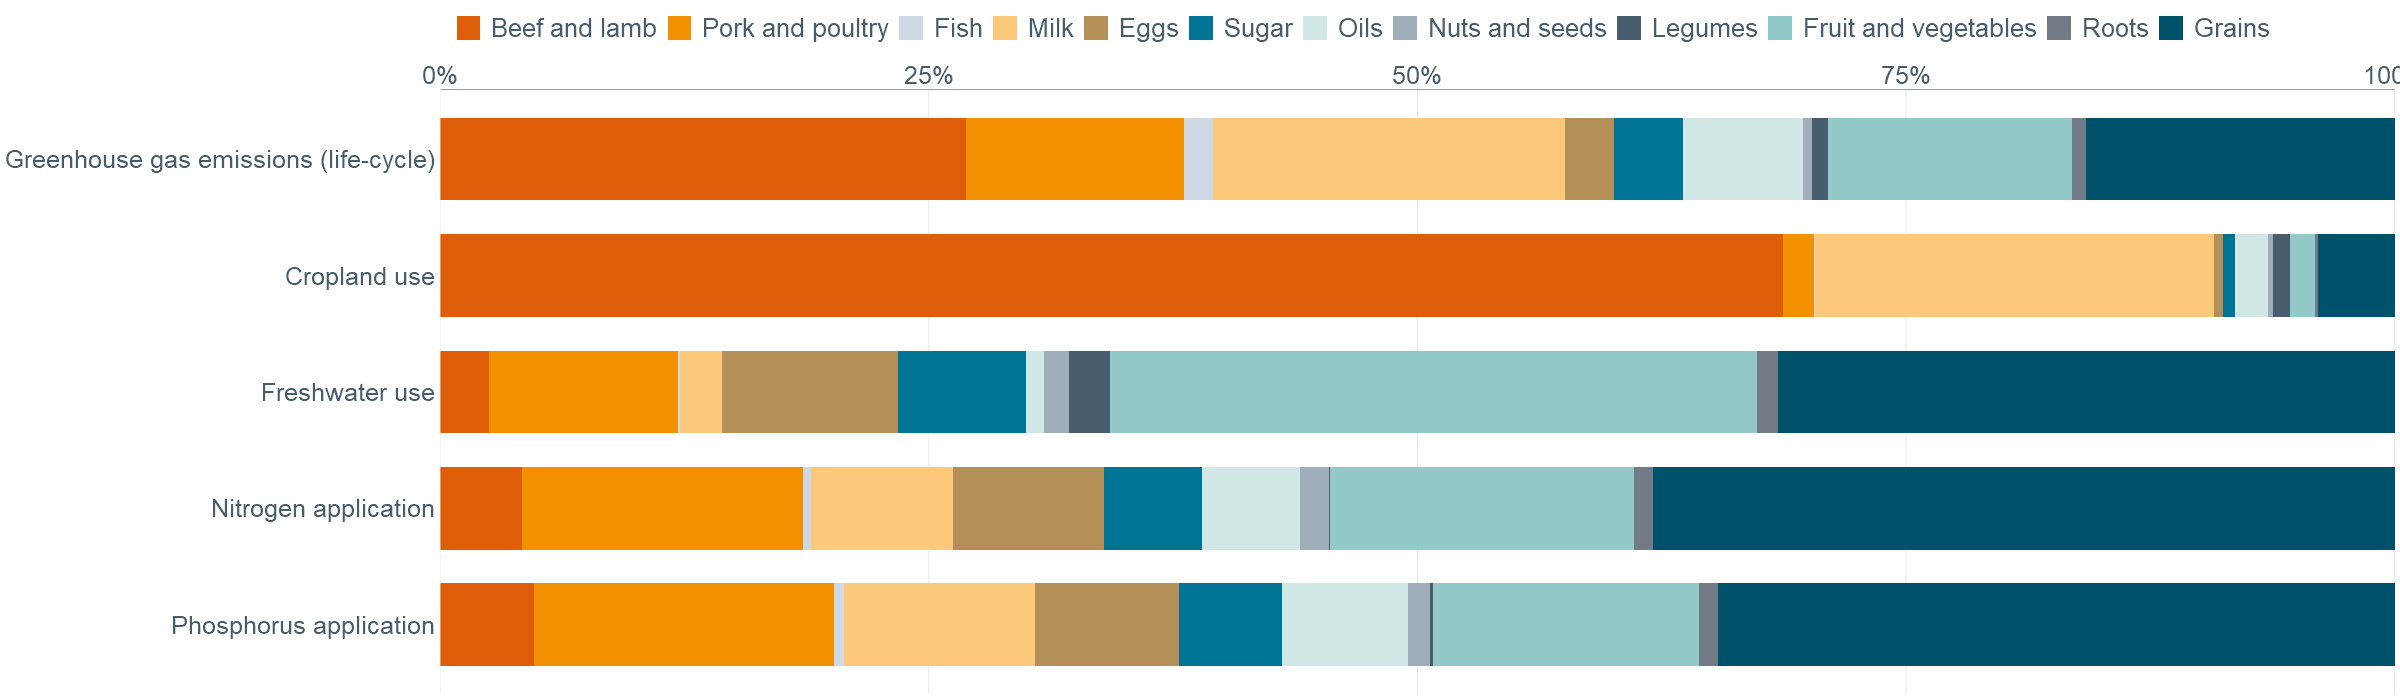 Beef and lamb Pork and poultry Fish Milk Eggs Sugar Oils Nuts and seeds Legumes Fruit and vegetables Roots Grains
0% 25% 50% 75% 100
Greenhouse gas emissions (life-cycle)
Cropland use
Freshwater use
Nitrogen application
Phosphorus application